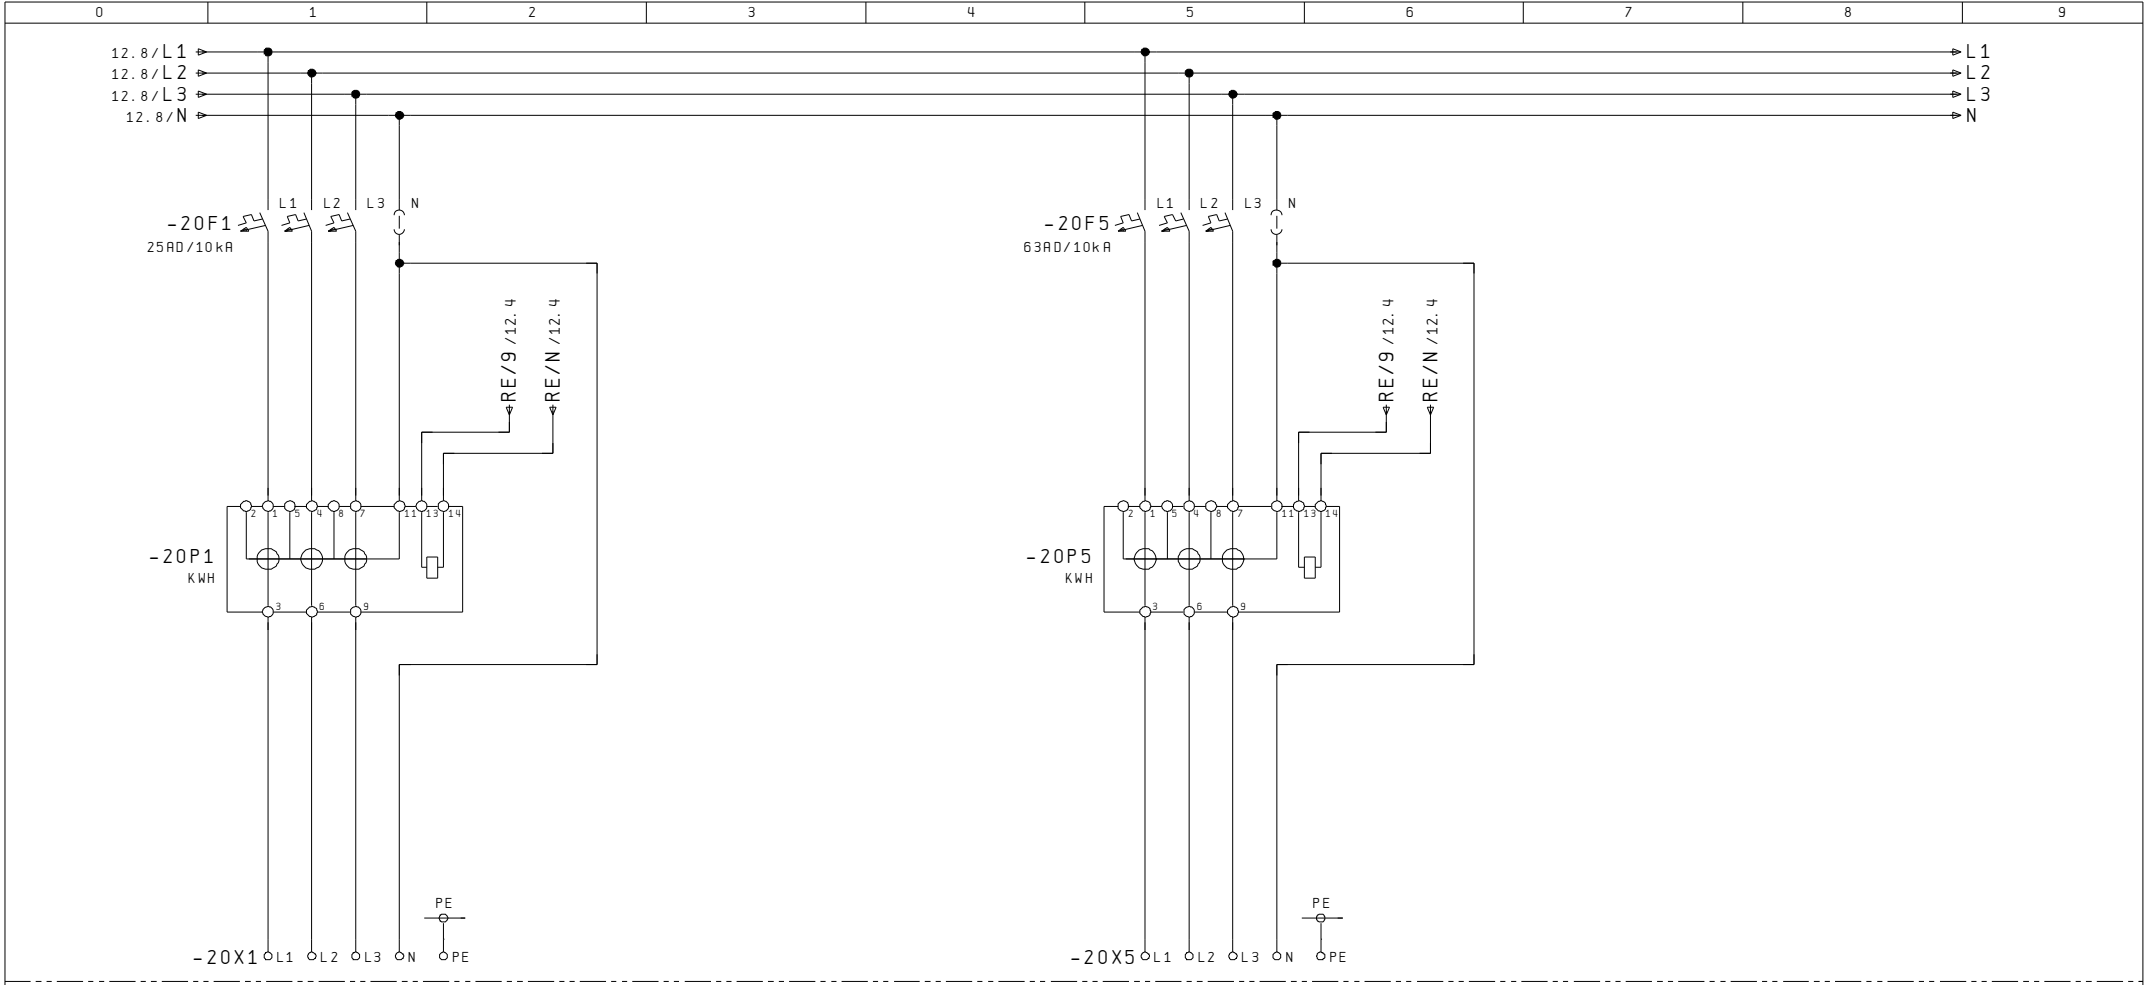 0 1 2 3 4 5 6 7 8 9
12.8/L1 L1
12.8/L2 L2
12.8/L3 L3
12.8/N N
L1 L2 L3 N L1 L2 L3 N
-20F1 -20F5
25AD/10kA 63AD/10kA
RE/9 /12.4 RE/N /12.4 RE/9 /12.4 RE/N /12.4
2 1 5 4 8 7 11 13 14 2 1 5 4 8 7 11 13 14
-20P1 -20P5
KWH KWH
3 6 9 3 6 9
PE PE
-20X1 L1 L2 L3 N PE -20X5 L1 L2 L3 N PE